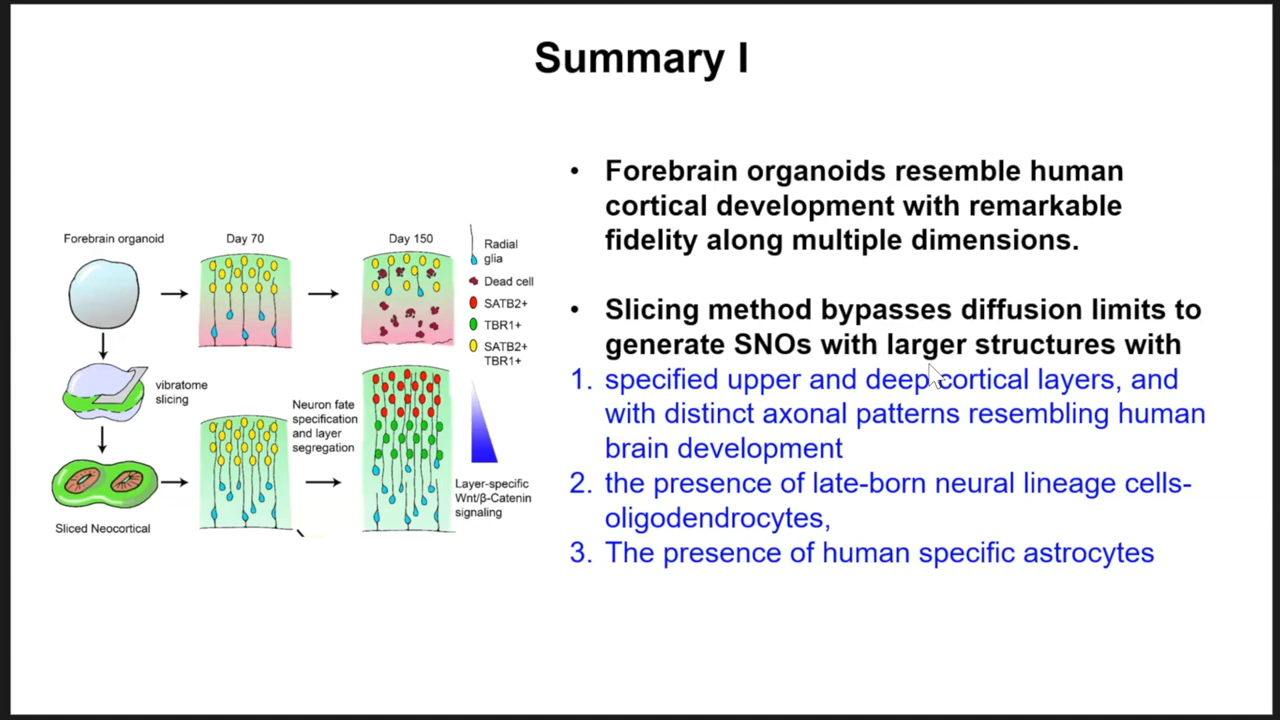 Summary I
Forebrain organoid
Day 70
Day 150
Radial
glia
Dead cell
SATB2+
TBR1+
SATB2+
TBR1+
vibratome
slicing
Neuron fate
specification
and layer
segregation
Layer-specific
Wnt/β-Catenin
signaling
Sliced Neocortical
• Forebrain organoids resemble human
cortical development with remarkable
fidelity along multiple dimensions.
• Slicing method bypasses diffusion limits to
generate SNOs with larger structures with
1. specified upper and deep cortical layers, and
with distinct axonal patterns resembling human
brain development
2. the presence of late-born neural lineage cells-
oligodendrocytes,
3. The presence of human specific astrocytes